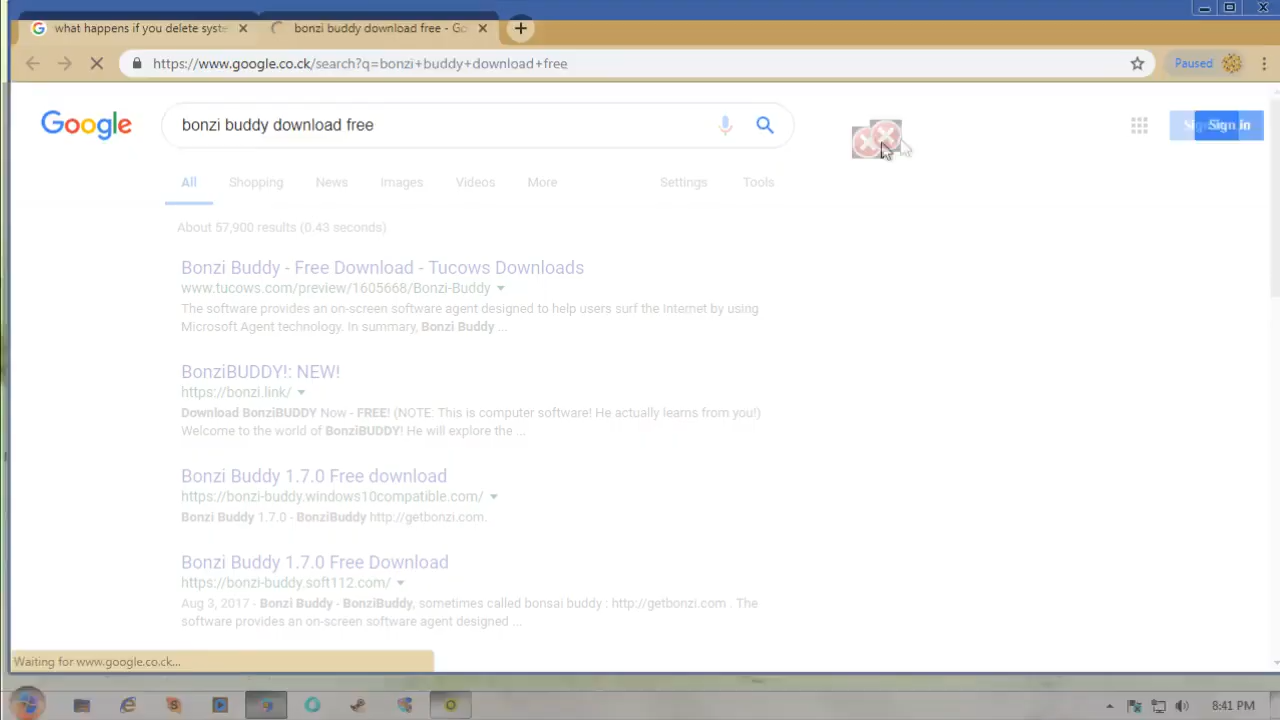 what happens if you delete syste
bonzi buddy download free - Go
https://www.google.co.ck/search?q=bonzi+buddy+download+free
Paused
Google
bonzi buddy download free
Sign in
All
Shopping
News
Images
Videos
More
Settings
Tools
About 57,900 results (0.43 seconds)
Bonzi Buddy - Free Download - Tucows Downloads
www.tucows.com/preview/1605668/Bonzi-Buddy
The software provides an on-screen software agent designed to help users surf the Internet by using
Microsoft Agent technology. In summary, Bonzi Buddy ...
BonziBUDDY!: NEW!
https://bonzi.link/
Download BonziBUDDY Now - FREE! (NOTE: This is computer software! He actually learns from you!)
Welcome to the world of BonziBUDDY! He will explore the ...
Bonzi Buddy 1.7.0 Free download
https://bonzi-buddy.windows10compatible.com/
Bonzi Buddy 1.7.0 - BonziBuddy http://getbonzi.com.
Bonzi Buddy 1.7.0 Free Download
https://bonzi-buddy.soft112.com/
Aug 3, 2017 - Bonzi Buddy - BonziBuddy, sometimes called bonsai buddy : http://getbonzi.com . The
software provides an on-screen software agent designed ...
Waiting for www.google.co.ck...
8:41 PM